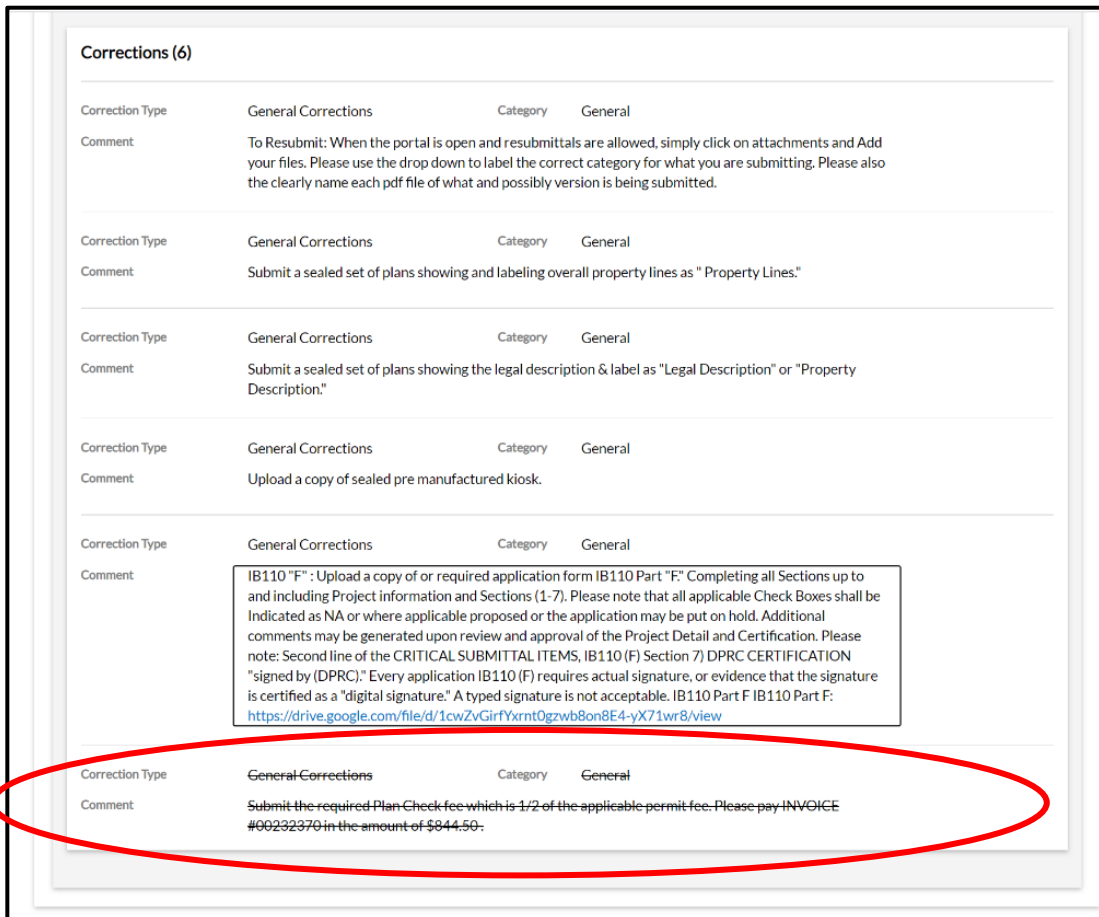 Corrections (6)
Correction Type General Corrections Category General
Comment To Resubmit: When the portal is open and resubmittals are allowed, simply click on attachments and Add
your files. Please use the drop down to label the correct category for what you are submitting. Please also
the clearly name each pdf file of what and possibly version is being submitted.
Correction Type General Corrections Category General
Comment Submit a sealed set of plans showing and labeling overall property lines as " Property Lines."
Correction Type General Corrections Category General
Comment Submit a sealed set of plans showing the legal description & label as "Legal Description" or "Property
Description."
Correction Type General Corrections Category General
Comment Upload a copy of sealed pre manufactured kiosk.
Correction Type General Corrections Category General
Comment IB110 "F" : Upload a copy of or required application form IB110 Part "F." Completing all Sections up to
and including Project information and Sections (1-7). Please note that all applicable Check Boxes shall be
Indicated as NA or where applicable proposed or the application may be put on hold. Additional
comments may be generated upon review and approval of the Project Detail and Certification. Please
note: Second line of the CRITICAL SUBMITTAL ITEMS, IB110 (F) Section 7) DPRC CERTIFICATION
"signed by (DPRC)." Every application IB110 (F) requires actual signature, or evidence that the signature
is certified as a "digital signature." A typed signature is not acceptable. IB110 Part F IB110 Part F:
https://drive.google.com/file/d/1cwZvGirfYxrnt0gzwb8on8E4-yX71wr8/view
Correction Type General Corrections Category General
Comment Submit the required Plan Check fee which is 1/2 of the applicable permit fee. Please pay INVOICE
#00232370 in the amount of $844.50 .